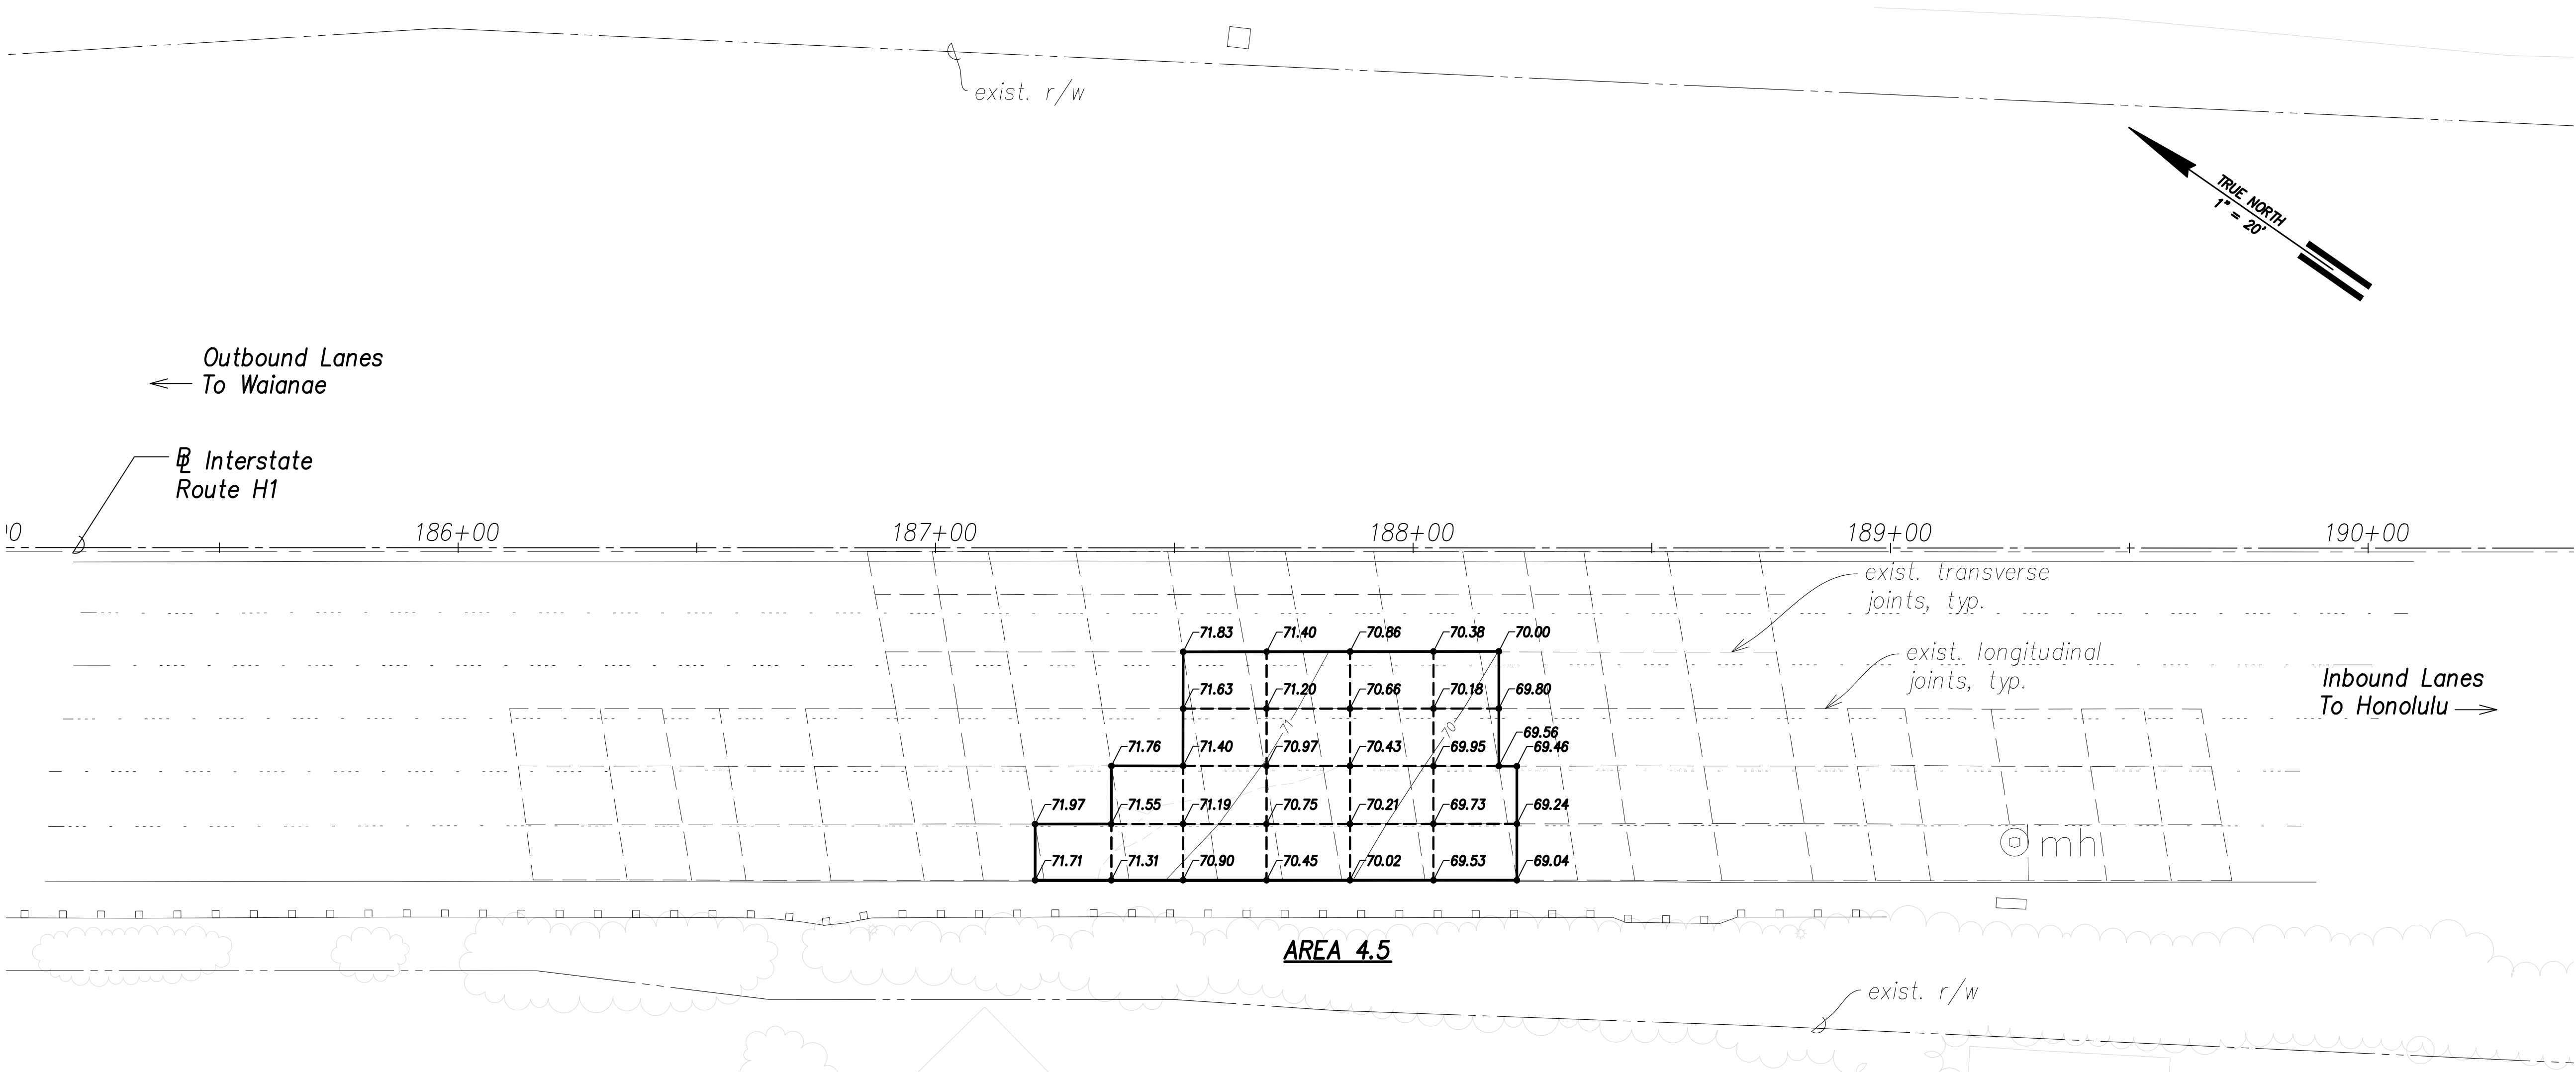 exist. r/w
TRUE NORTH
1" = 20'
Outbound Lanes
To Waianae
BL Interstate
Route H1
186+00
187+00
188+00
189+00
190+00
exist. transverse
joints, typ.
exist. longitudinal
joints, typ.
Inbound Lanes
To Honolulu
71.83
71.40
70.86
70.38
70.00
71.63
71.20
70.66
70.18
69.80
71
70
69.56
71.76
71.40
70.97
70.43
69.95
69.46
71.97
71.55
71.19
70.75
70.21
69.73
69.24
mh
71.71
71.31
70.90
70.45
70.02
69.53
69.04
AREA 4.5
exist. r/w